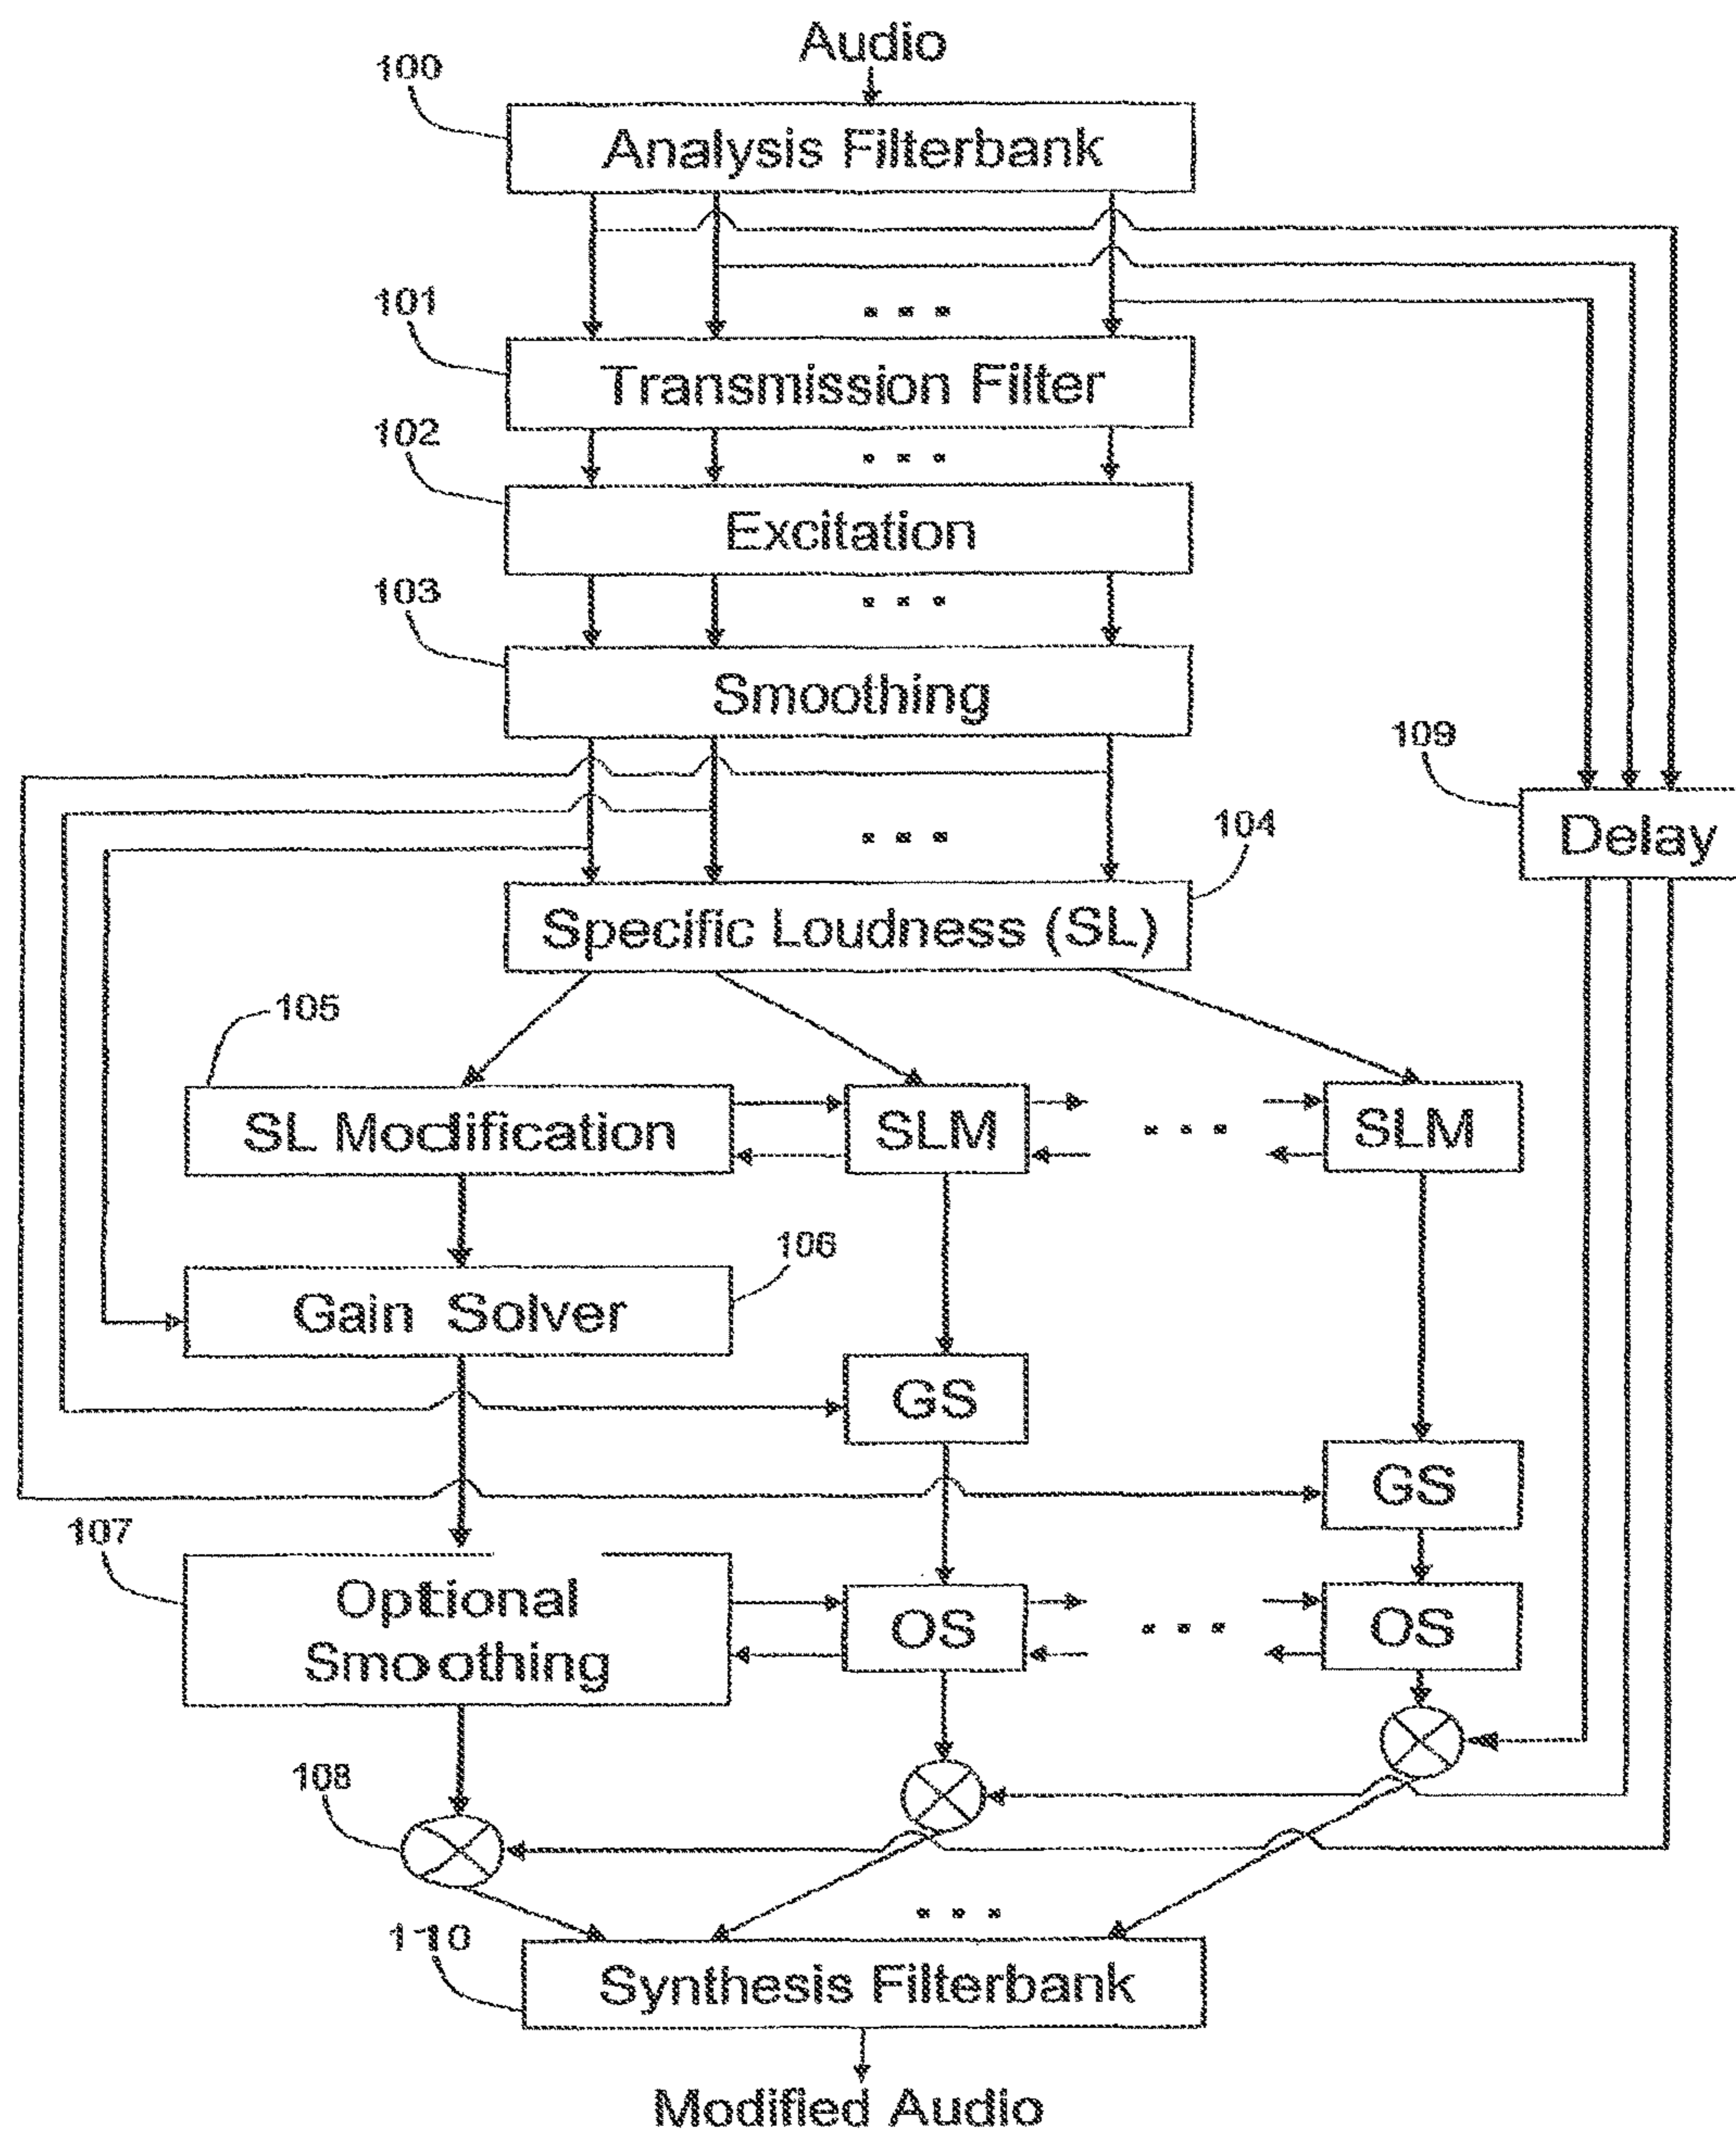 Audio
100
Analysis Filterbank
101
. . .
Transmission Filter
102
. . .
Excitation
103
. . .
Smoothing
109
Delay
. . .
104
Specific Loudness (SL)
105
SL Modification
SLM
. . .
SLM
106
Gain Solver
GS
GS
107
Optional
Smoothing
OS
. . .
OS
108
. . .
110
Synthesis Filterbank
Modified Audio